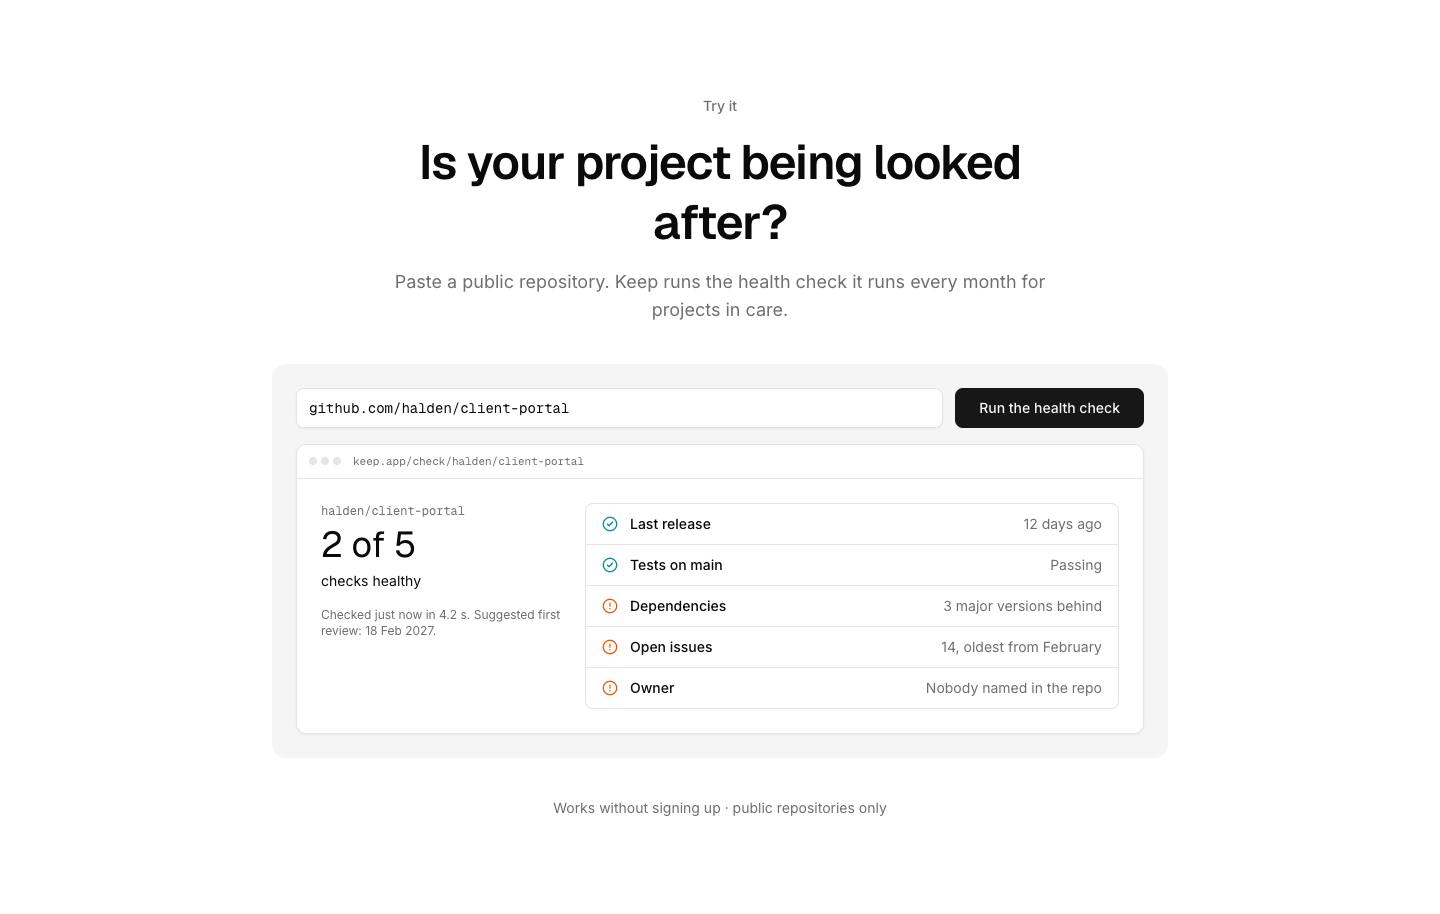 Try it
Is your project being looked
after?
Paste a public repository. Keep runs the health check it runs every month for
projects in care.
github.com/halden/client-portal
Run the health check
keep.app/check/halden/client-portal
halden/client-portal
2 of 5
checks healthy
Checked just now in 4.2 s. Suggested first
review: 18 Feb 2027.
Last release 12 days ago
Tests on main Passing
Dependencies 3 major versions behind
Open issues 14, oldest from February
Owner Nobody named in the repo
Works without signing up · public repositories only